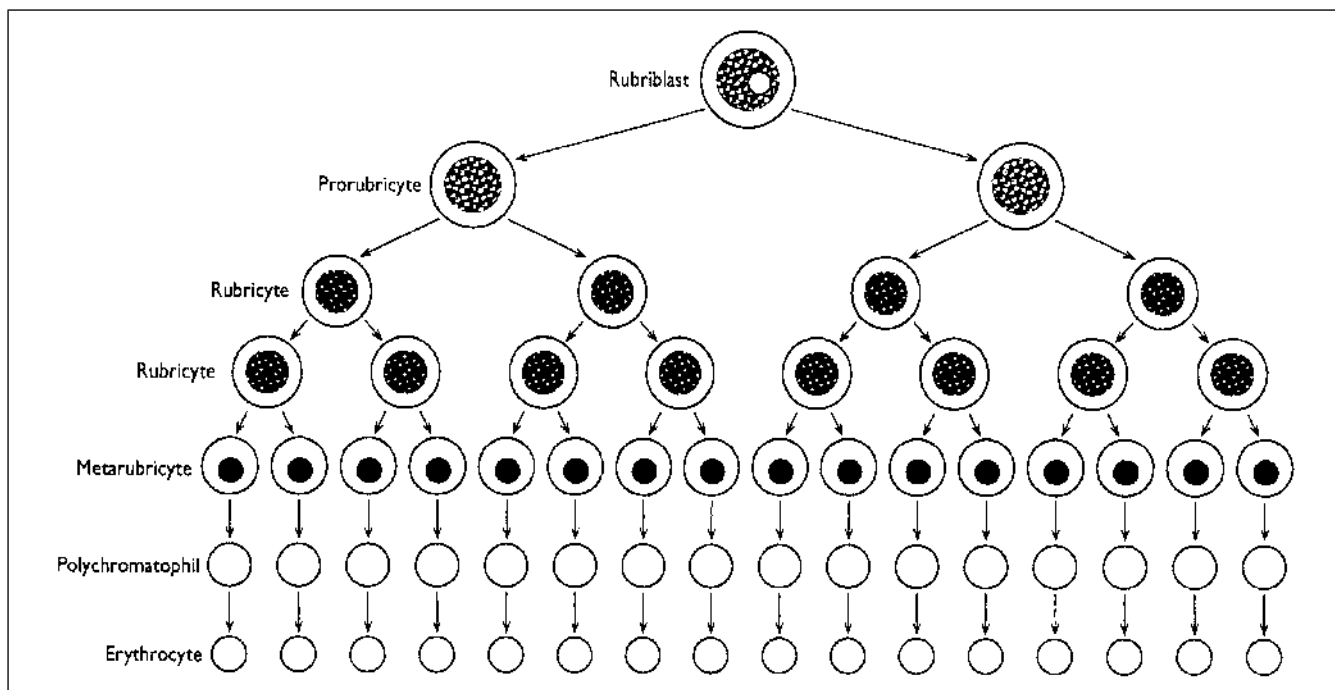 Rubriblast
Prorubricyte
Rubricyte
Rubricyte
Metarubricyte
Polychromatophil
Erythrocyte